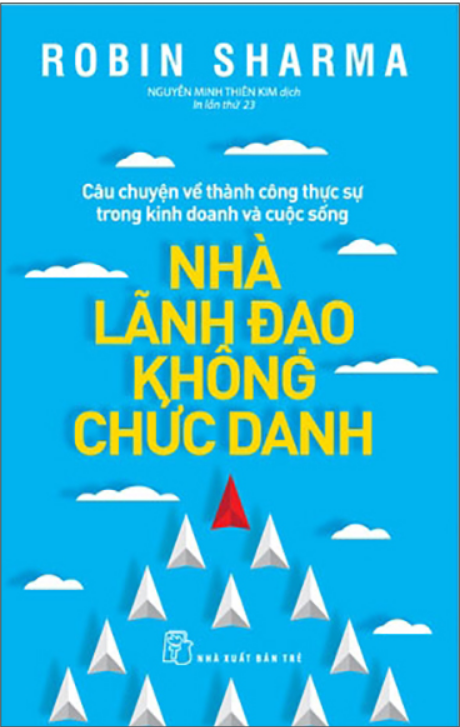 ROBIN SHARMA
NGUYỄN MINH THIÊN KIM dịch
In lần thứ 23
Câu chuyện về thành công thực sự
trong kinh doanh và cuộc sống
NHÀ
LÃNH ĐẠO
KHÔNG
CHỨC DANH
NHÀ XUẤT BẢN TRẺ